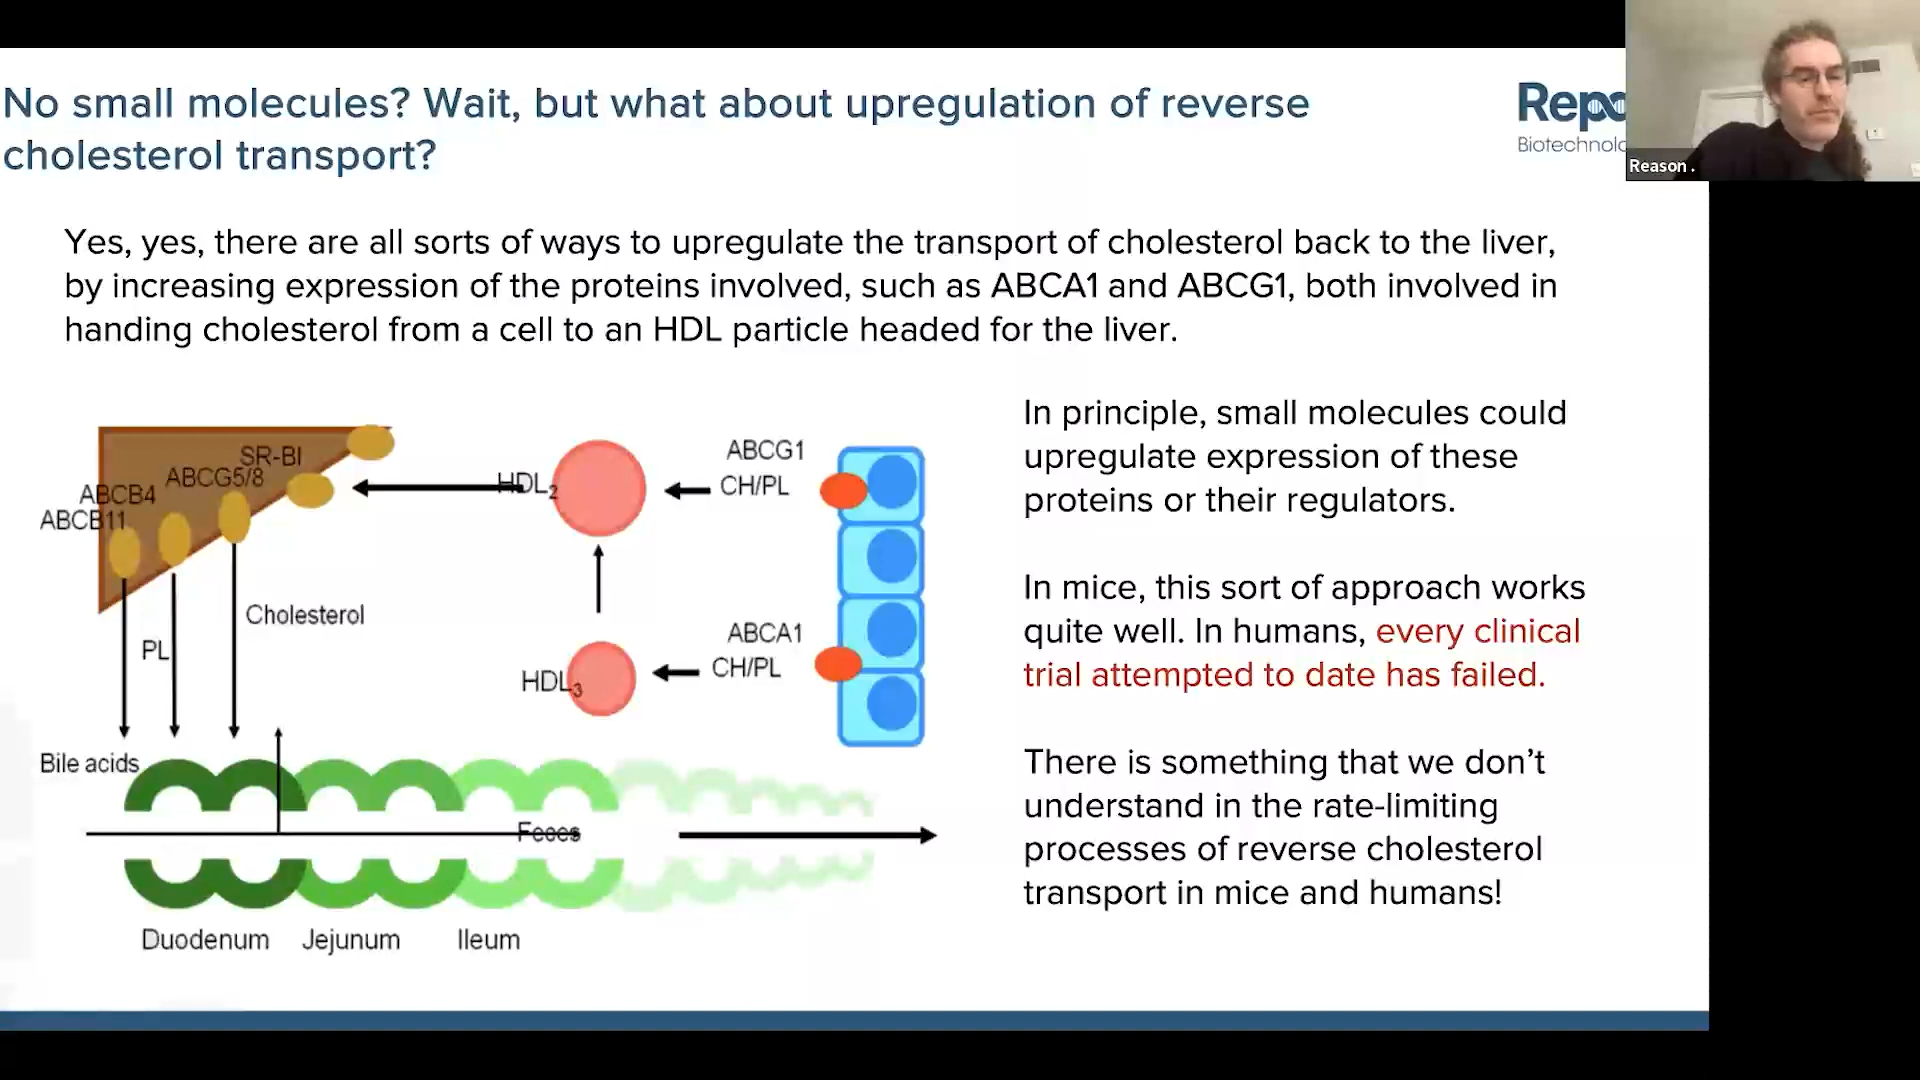 No small molecules? Wait, but what about upregulation of reverse
cholesterol transport?
Reason .
Yes, yes, there are all sorts of ways to upregulate the transport of cholesterol back to the liver,
by increasing expression of the proteins involved, such as ABCA1 and ABCG1, both involved in
handing cholesterol from a cell to an HDL particle headed for the liver.
SR-BI
ABCG5/8
ABCB4
ABCB11
HDL2
ABCG1
CH/PL
Cholesterol
PL
HDL3
ABCA1
CH/PL
Bile acids
Feces
Duodenum
Jejunum
Ileum
In principle, small molecules could
upregulate expression of these
proteins or their regulators.
In mice, this sort of approach works
quite well. In humans, every clinical
trial attempted to date has failed.
There is something that we don’t
understand in the rate-limiting
processes of reverse cholesterol
transport in mice and humans!